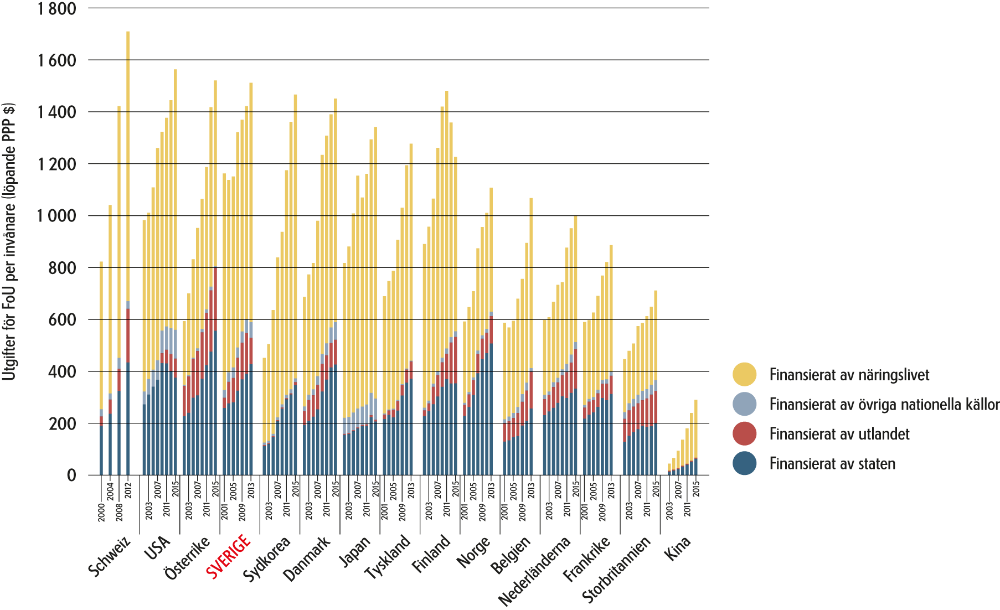 Utgifter för FoU per invånare (löpande PPP $)
1 800
1 600
1 400
1 200
1 000
800
600
400
200
0
2000 2004 2008 2012
2003 2007 2011 2015
2003 2007 2011 2015
2001 2005 2009 2013
2003 2007 2011 2015
2003 2007 2011 2015
2003 2007 2011 2015
2001 2005 2009 2013
2003 2007 2011 2015
2001 2005 2009 2013
2001 2005 2009 2013
2003 2007 2011 2015
2001 2005 2009 2013
2003 2007 2011 2015
2003 2007 2011 2015
Schweiz
USA
Österrike
SVERIGE
Sydkorea
Danmark
Japan
Tyskland
Finland
Norge
Belgien
Nederländerna
Frankrike
Storbritannien
Kina
Finansierat av näringslivet
Finansierat av övriga nationella källor
Finansierat av utlandet
Finansierat av staten